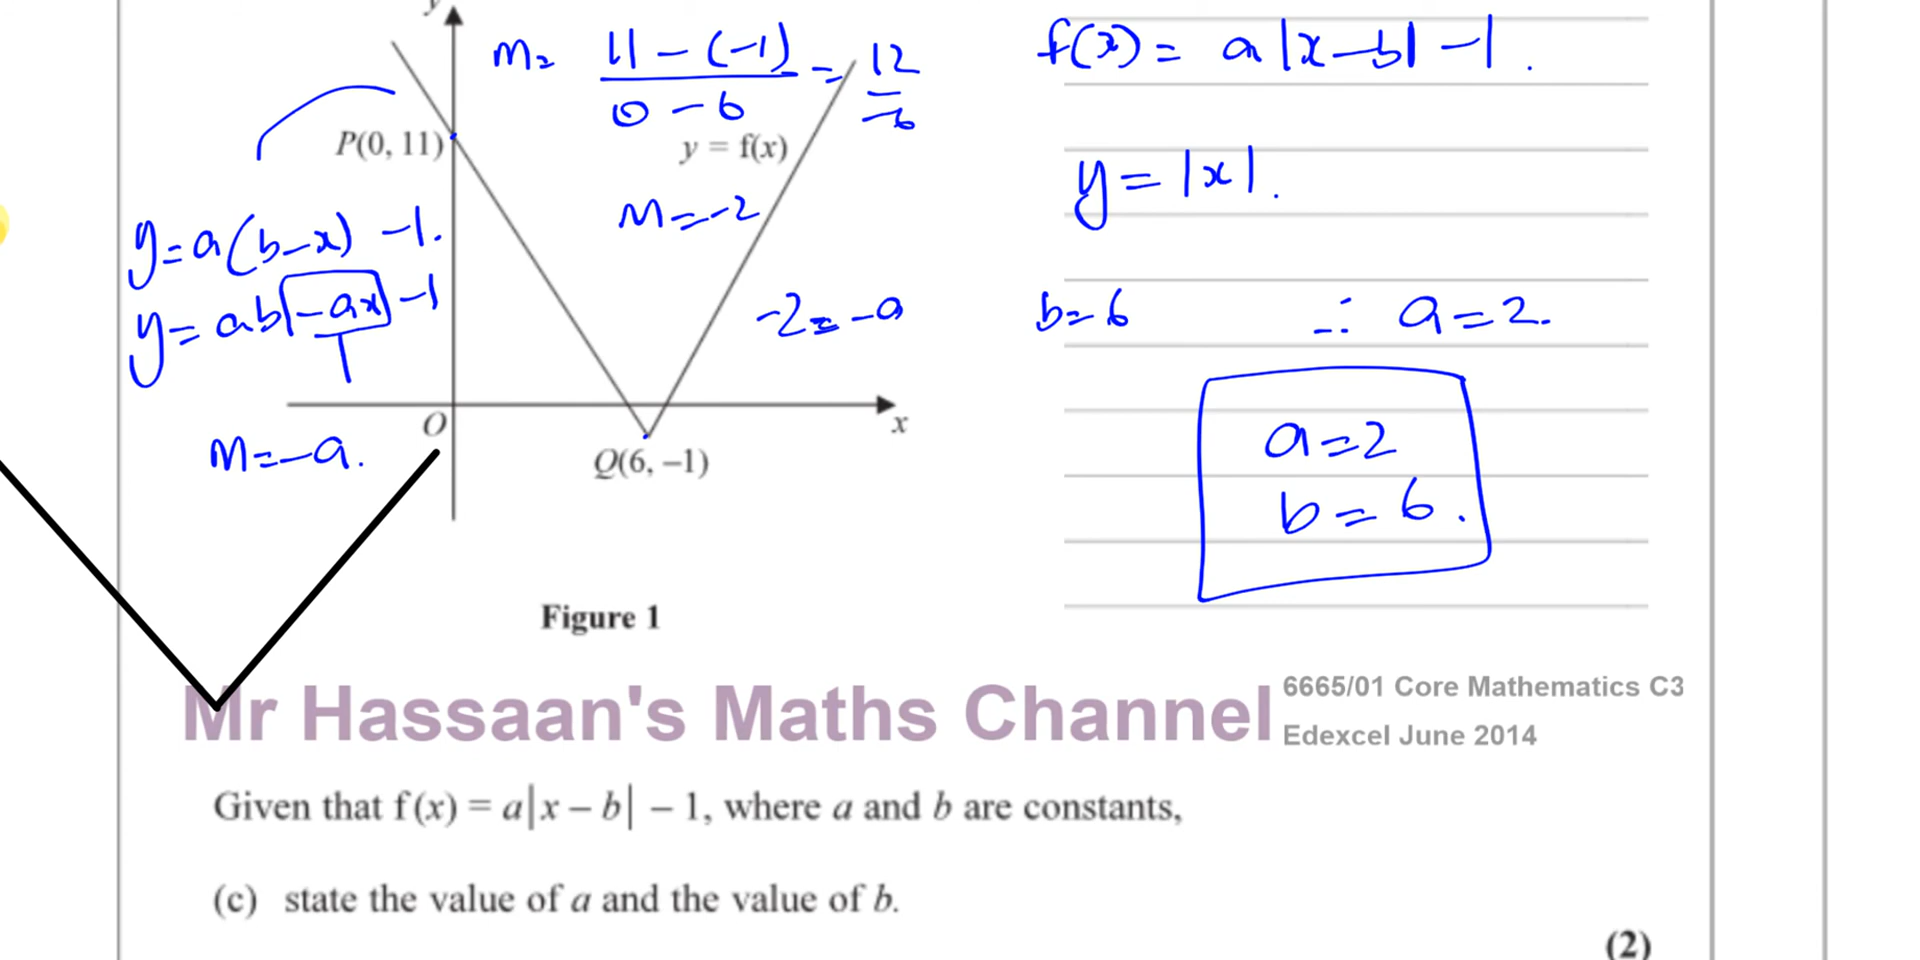 y
m= 11 - (-1) / 0 - 6 = 12 / -6
P(0, 11)
y = f(x)
m = -2
y = a(b-x) -1.
y = ab -ax -1
-2 = -a
O
x
m = -a.
Q(6, −1)
Figure 1
f(x) = a|x-b| -1.
y = |x|.
b = 6 ∴ a = 2.
a = 2
b = 6.
Mr Hassaan's Maths Channel
6665/01 Core Mathematics C3
Edexcel June 2014
Given that f(x) = a|x − b| − 1, where a and b are constants,
(c) state the value of a and the value of b.
(2)